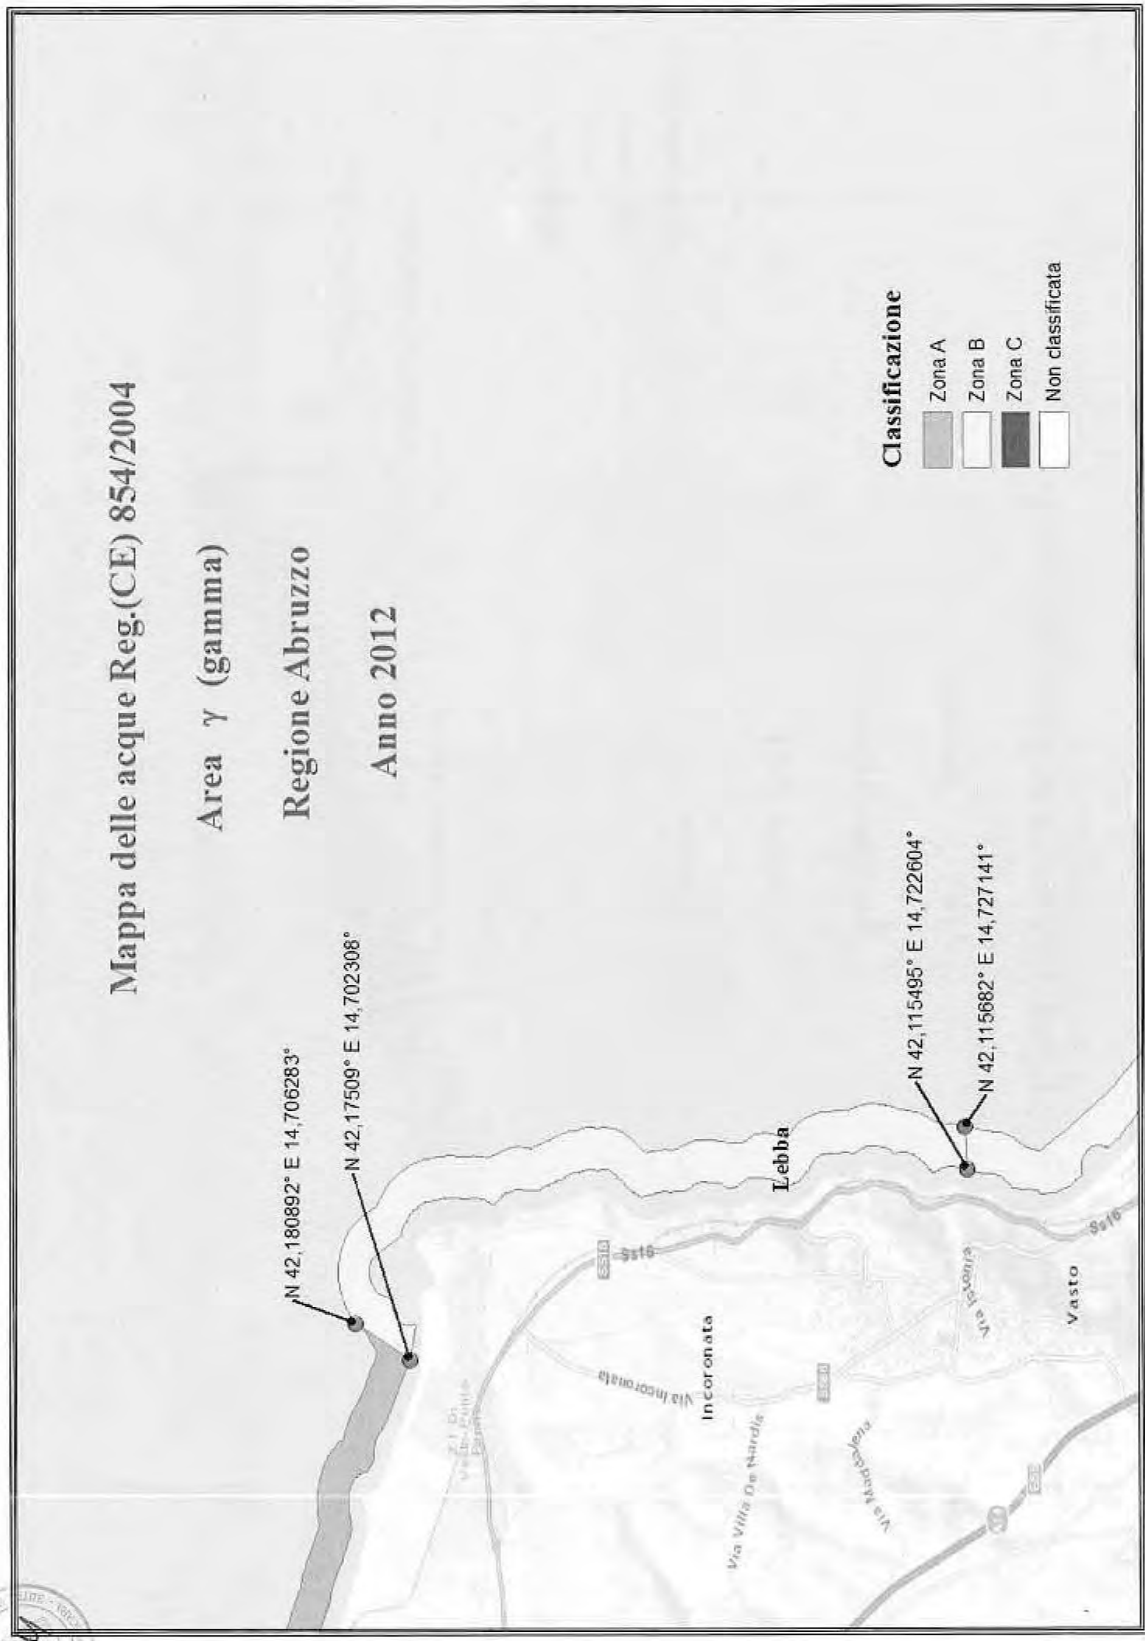 Mappa delle acque Reg.(CE) 854/2004
Area γ (gamma)
Regione Abruzzo
Anno 2012
N 42,180892° E 14,706283°
N 42,17509° E 14,702308°
Lebba
N 42,115495° E 14,722604°
N 42,115682° E 14,727141°
Classificazione
Zona A
Zona B
Zona C
Non classificata
SS16
Ss16
Via Incoronata
Incoronata
Via Villa De Nardis
Via Maddalena
Vasto
Ss16